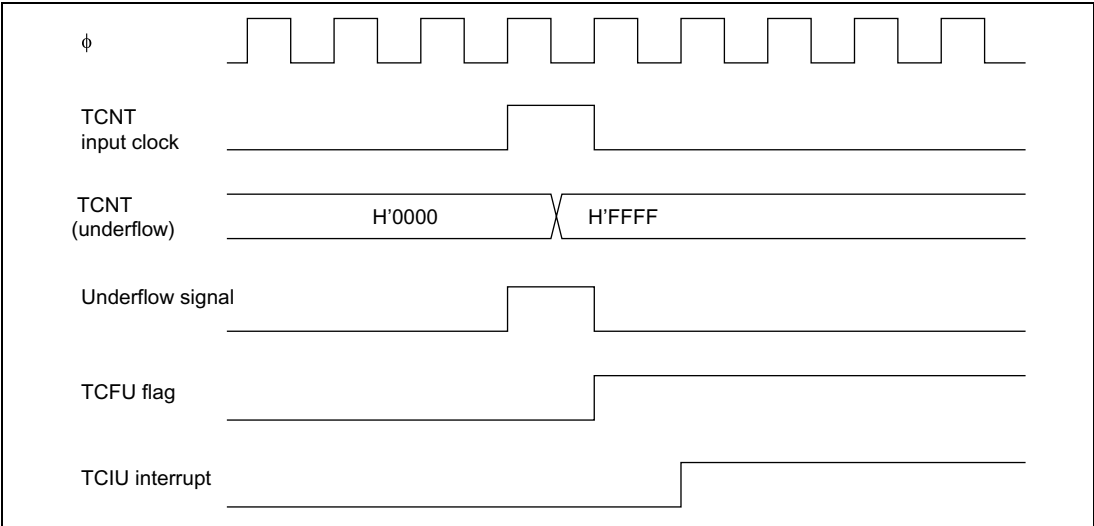 ϕ
TCNT
input clock
TCNT
(underflow)
H'0000
H'FFFF
Underflow signal
TCFU flag
TCIU interrupt